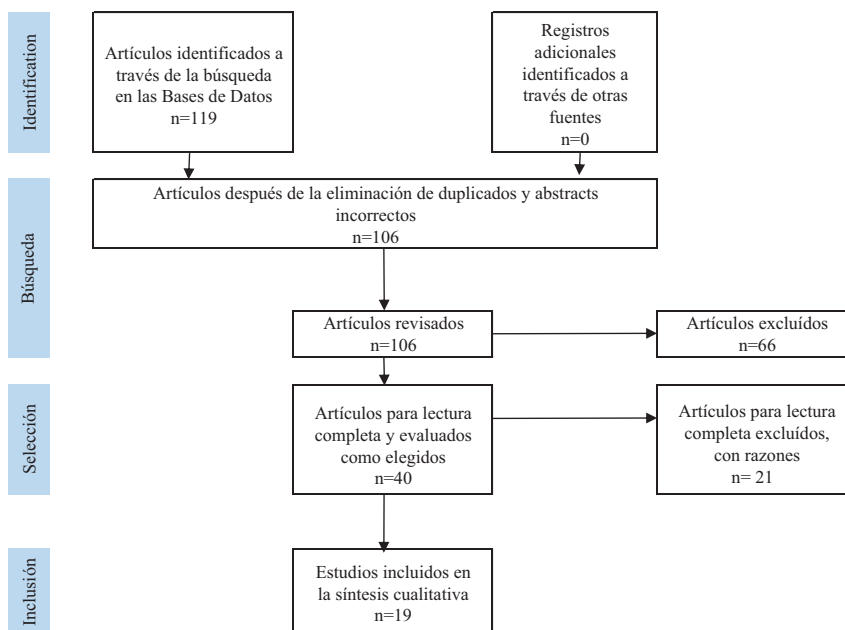 Identification
Artículos identificados a
través de la búsqueda
en las Bases de Datos
n=119
Registros
adicionales
identificados a
través de otras
fuentes
n=0
Búsqueda
Artículos después de la eliminación de duplicados y abstracts
incorrectos
n=106
Artículos revisados
n=106
Artículos excluídos
n=66
Selección
Artículos para lectura
completa y evaluados
como elegidos
n=40
Artículos para lectura
completa excluídos,
con razones
n= 21
Inclusión
Estudios incluidos en
la síntesis cualitativa
n=19